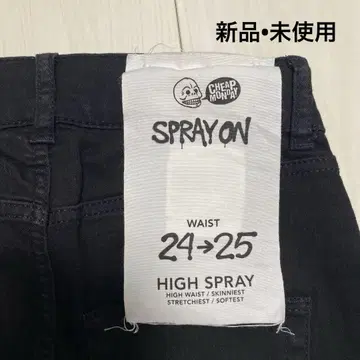 新品•未使用
CHEAP
MONDAY
SPRAY ON
WAIST
24→25
HIGH SPRAY
HIGH WAIST / SKINNIEST
STRETCHIEST / SOFTEST